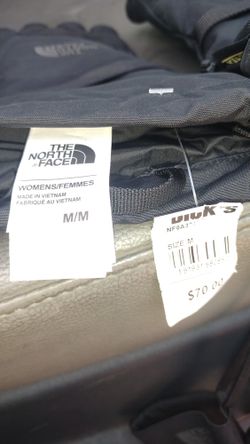 THE
NORTH
FACE
WOMENS/FEMMES
MADE IN VIETNAM
FABRIQUÉ AU VIETNAM
M/M
DICK'S
SIZE M
$70.00